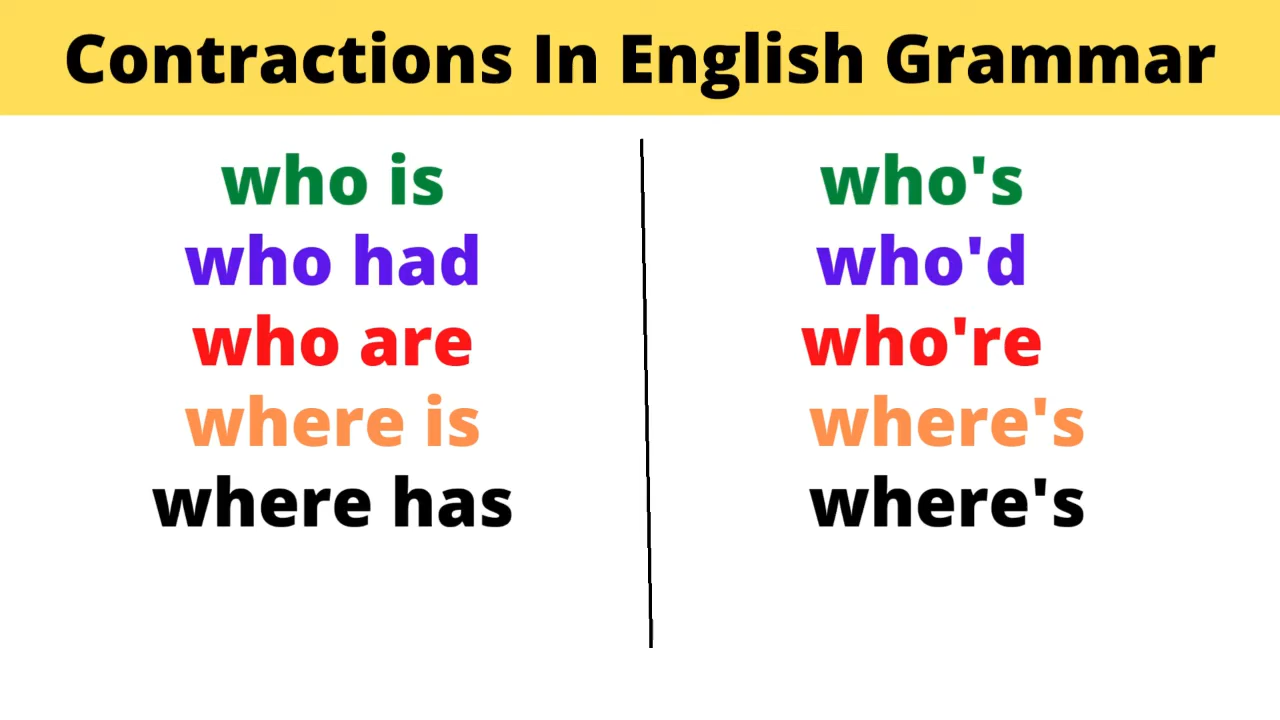 Contractions In English Grammar
who is who's
who had who'd
who are who're
where is where's
where has where's